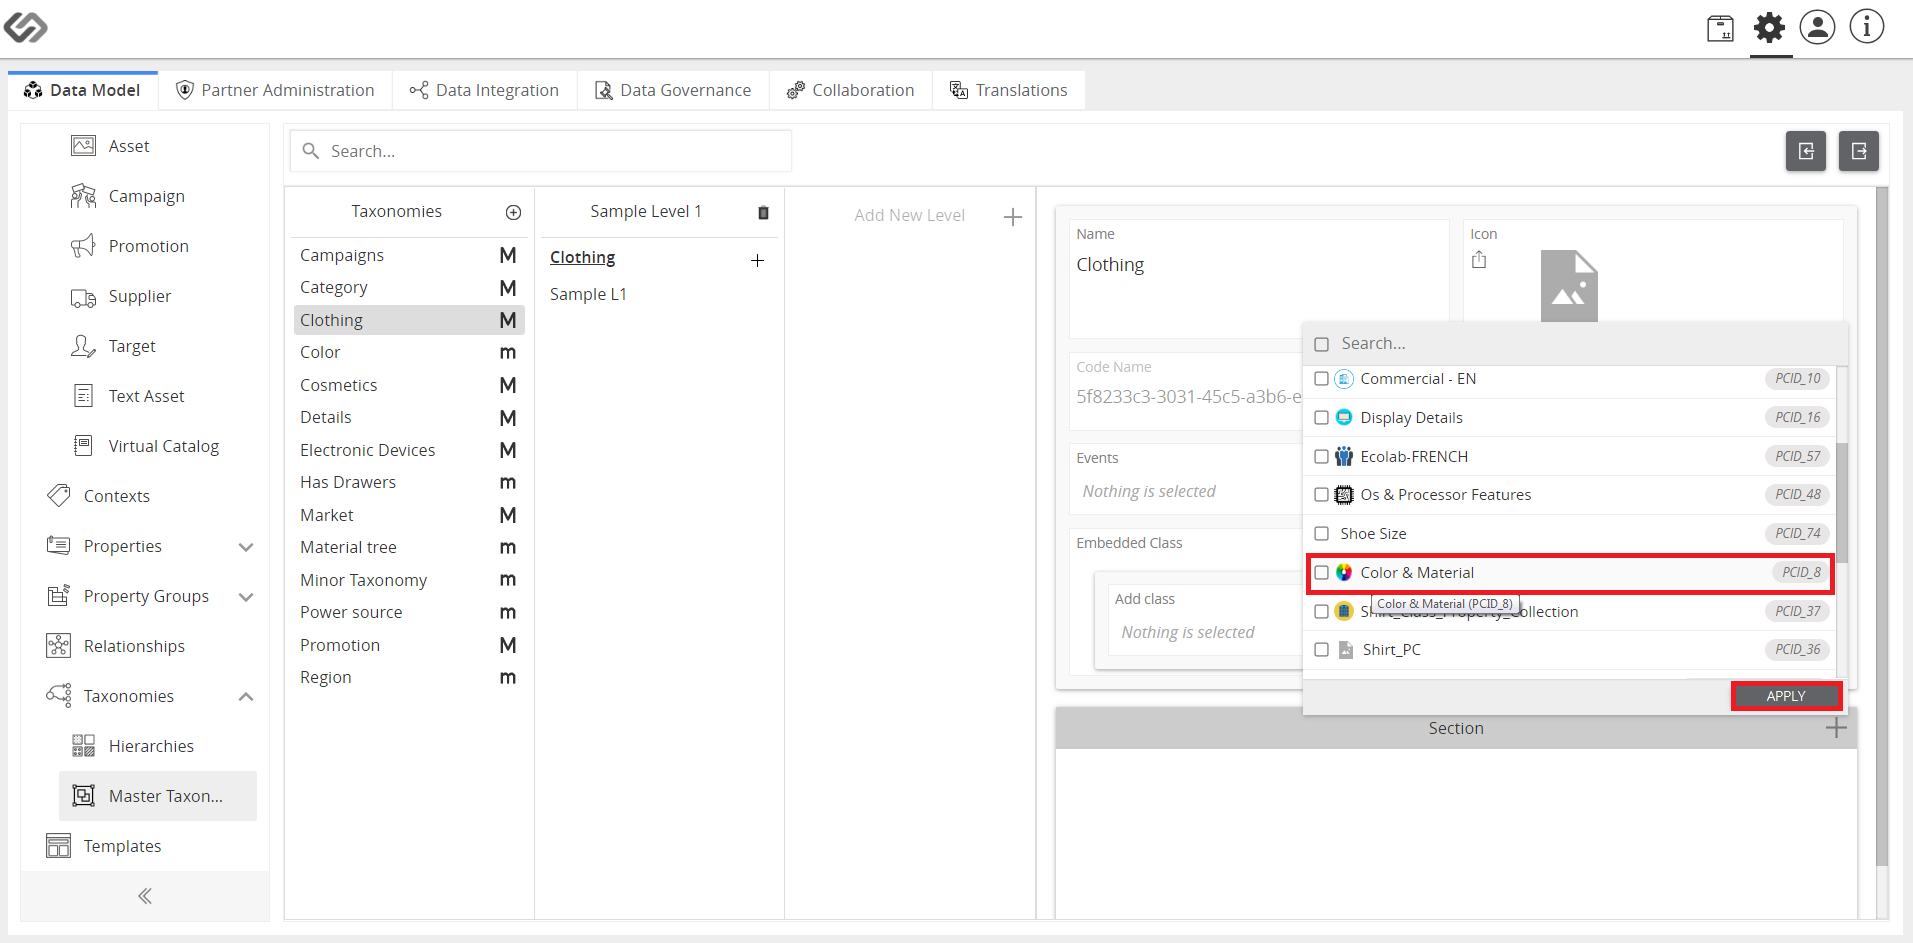 Data Model
Partner Administration
Data Integration
Data Governance
Collaboration
Translations
Asset
Campaign
Promotion
Supplier
Target
Text Asset
Virtual Catalog
Contexts
Properties
Property Groups
Relationships
Taxonomies
Hierarchies
Master Taxon...
Templates
Search...
Taxonomies
Campaigns M
Category M
Clothing M
Color m
Cosmetics M
Details M
Electronic Devices M
Has Drawers m
Market M
Material tree m
Minor Taxonomy m
Power source m
Promotion M
Region m
Sample Level 1
Clothing
Sample L1
Add New Level
Name
Clothing
Icon
Code Name
5f8233c3-3031-45c5-a3b6-e
Events
Nothing is selected
Embedded Class
Add class
Nothing is selected
Search...
Commercial - EN PCID_10
Display Details PCID_16
Ecolab-FRENCH PCID_57
Os & Processor Features PCID_48
Shoe Size PCID_74
Color & Material PCID_8
Color & Material (PCID_8)
Shirt_Class_Property_Collection PCID_37
Shirt_PC PCID_36
APPLY
Section